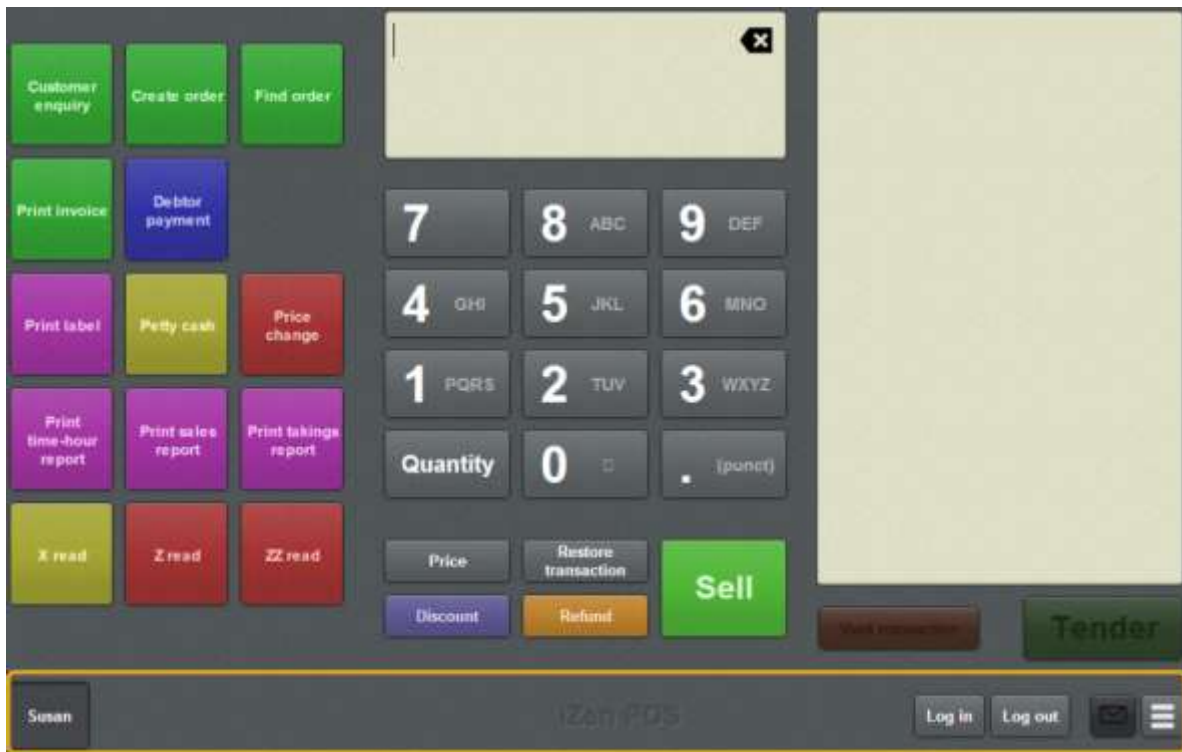 Customer
enquiry
Create order
Find order
Print invoice
Debtor
payment
Print label
Petty cash
Price
change
Print
time-hour
report
Print sales
report
Print takings
report
X read
Z read
ZZ read
7
8 ABC
9 DEF
4 GHI
5 JKL
6 MNO
1 PQRS
2 TUV
3 WXYZ
Quantity
0
. (punct)
Price
Restore
transaction
Sell
Discount
Refund
Void transaction
Tender
Susan
iZen POS
Log in
Log out